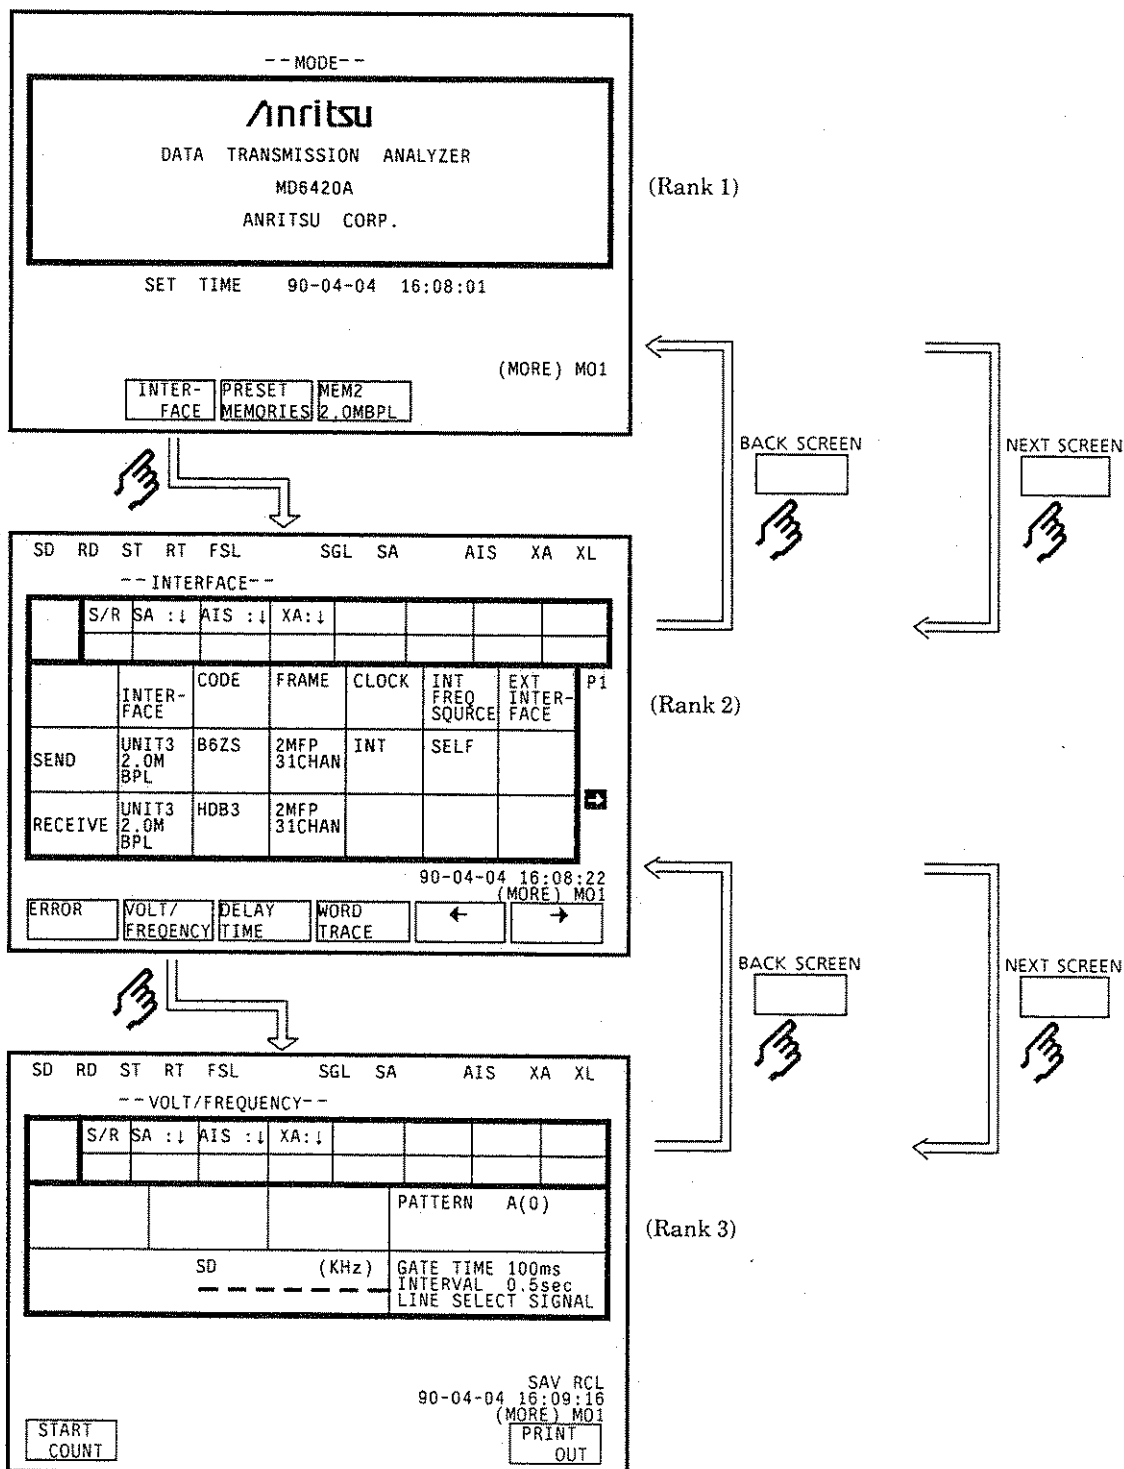 --MODE--
Anritsu
DATA TRANSMISSION ANALYZER
MD6420A
ANRITSU CORP.
SET TIME 90-04-04 16:08:01
(MORE) M01
INTER-
FACE
PRESET
MEMORIES
MEM2
2.0MBPL
(Rank 1)
BACK SCREEN
NEXT SCREEN
SD RD ST RT FSL SGL SA AIS XA XL
--INTERFACE--
S/R SA :↓ AIS :↓ XA:↓
INTER-
FACE
CODE
FRAME
CLOCK
INT
FREQ
SQURCE
EXT
INTER-
FACE
P1
SEND
UNIT3
2.0M
BPL
B6ZS
2MFP
31CHAN
INT
SELF
RECEIVE
UNIT3
2.0M
BPL
HDB3
2MFP
31CHAN
➡
90-04-04 16:08:22
(MORE) M01
ERROR
VOLT/
FREQENCY
DELAY
TIME
WORD
TRACE
←
→
(Rank 2)
BACK SCREEN
NEXT SCREEN
SD RD ST RT FSL SGL SA AIS XA XL
--VOLT/FREQUENCY--
S/R SA :↓ AIS :↓ XA:↓
PATTERN A(0)
SD (KHz)
GATE TIME 100ms
INTERVAL 0.5sec
LINE SELECT SIGNAL
SAV RCL
90-04-04 16:09:16
(MORE) M01
START
COUNT
PRINT
OUT
(Rank 3)